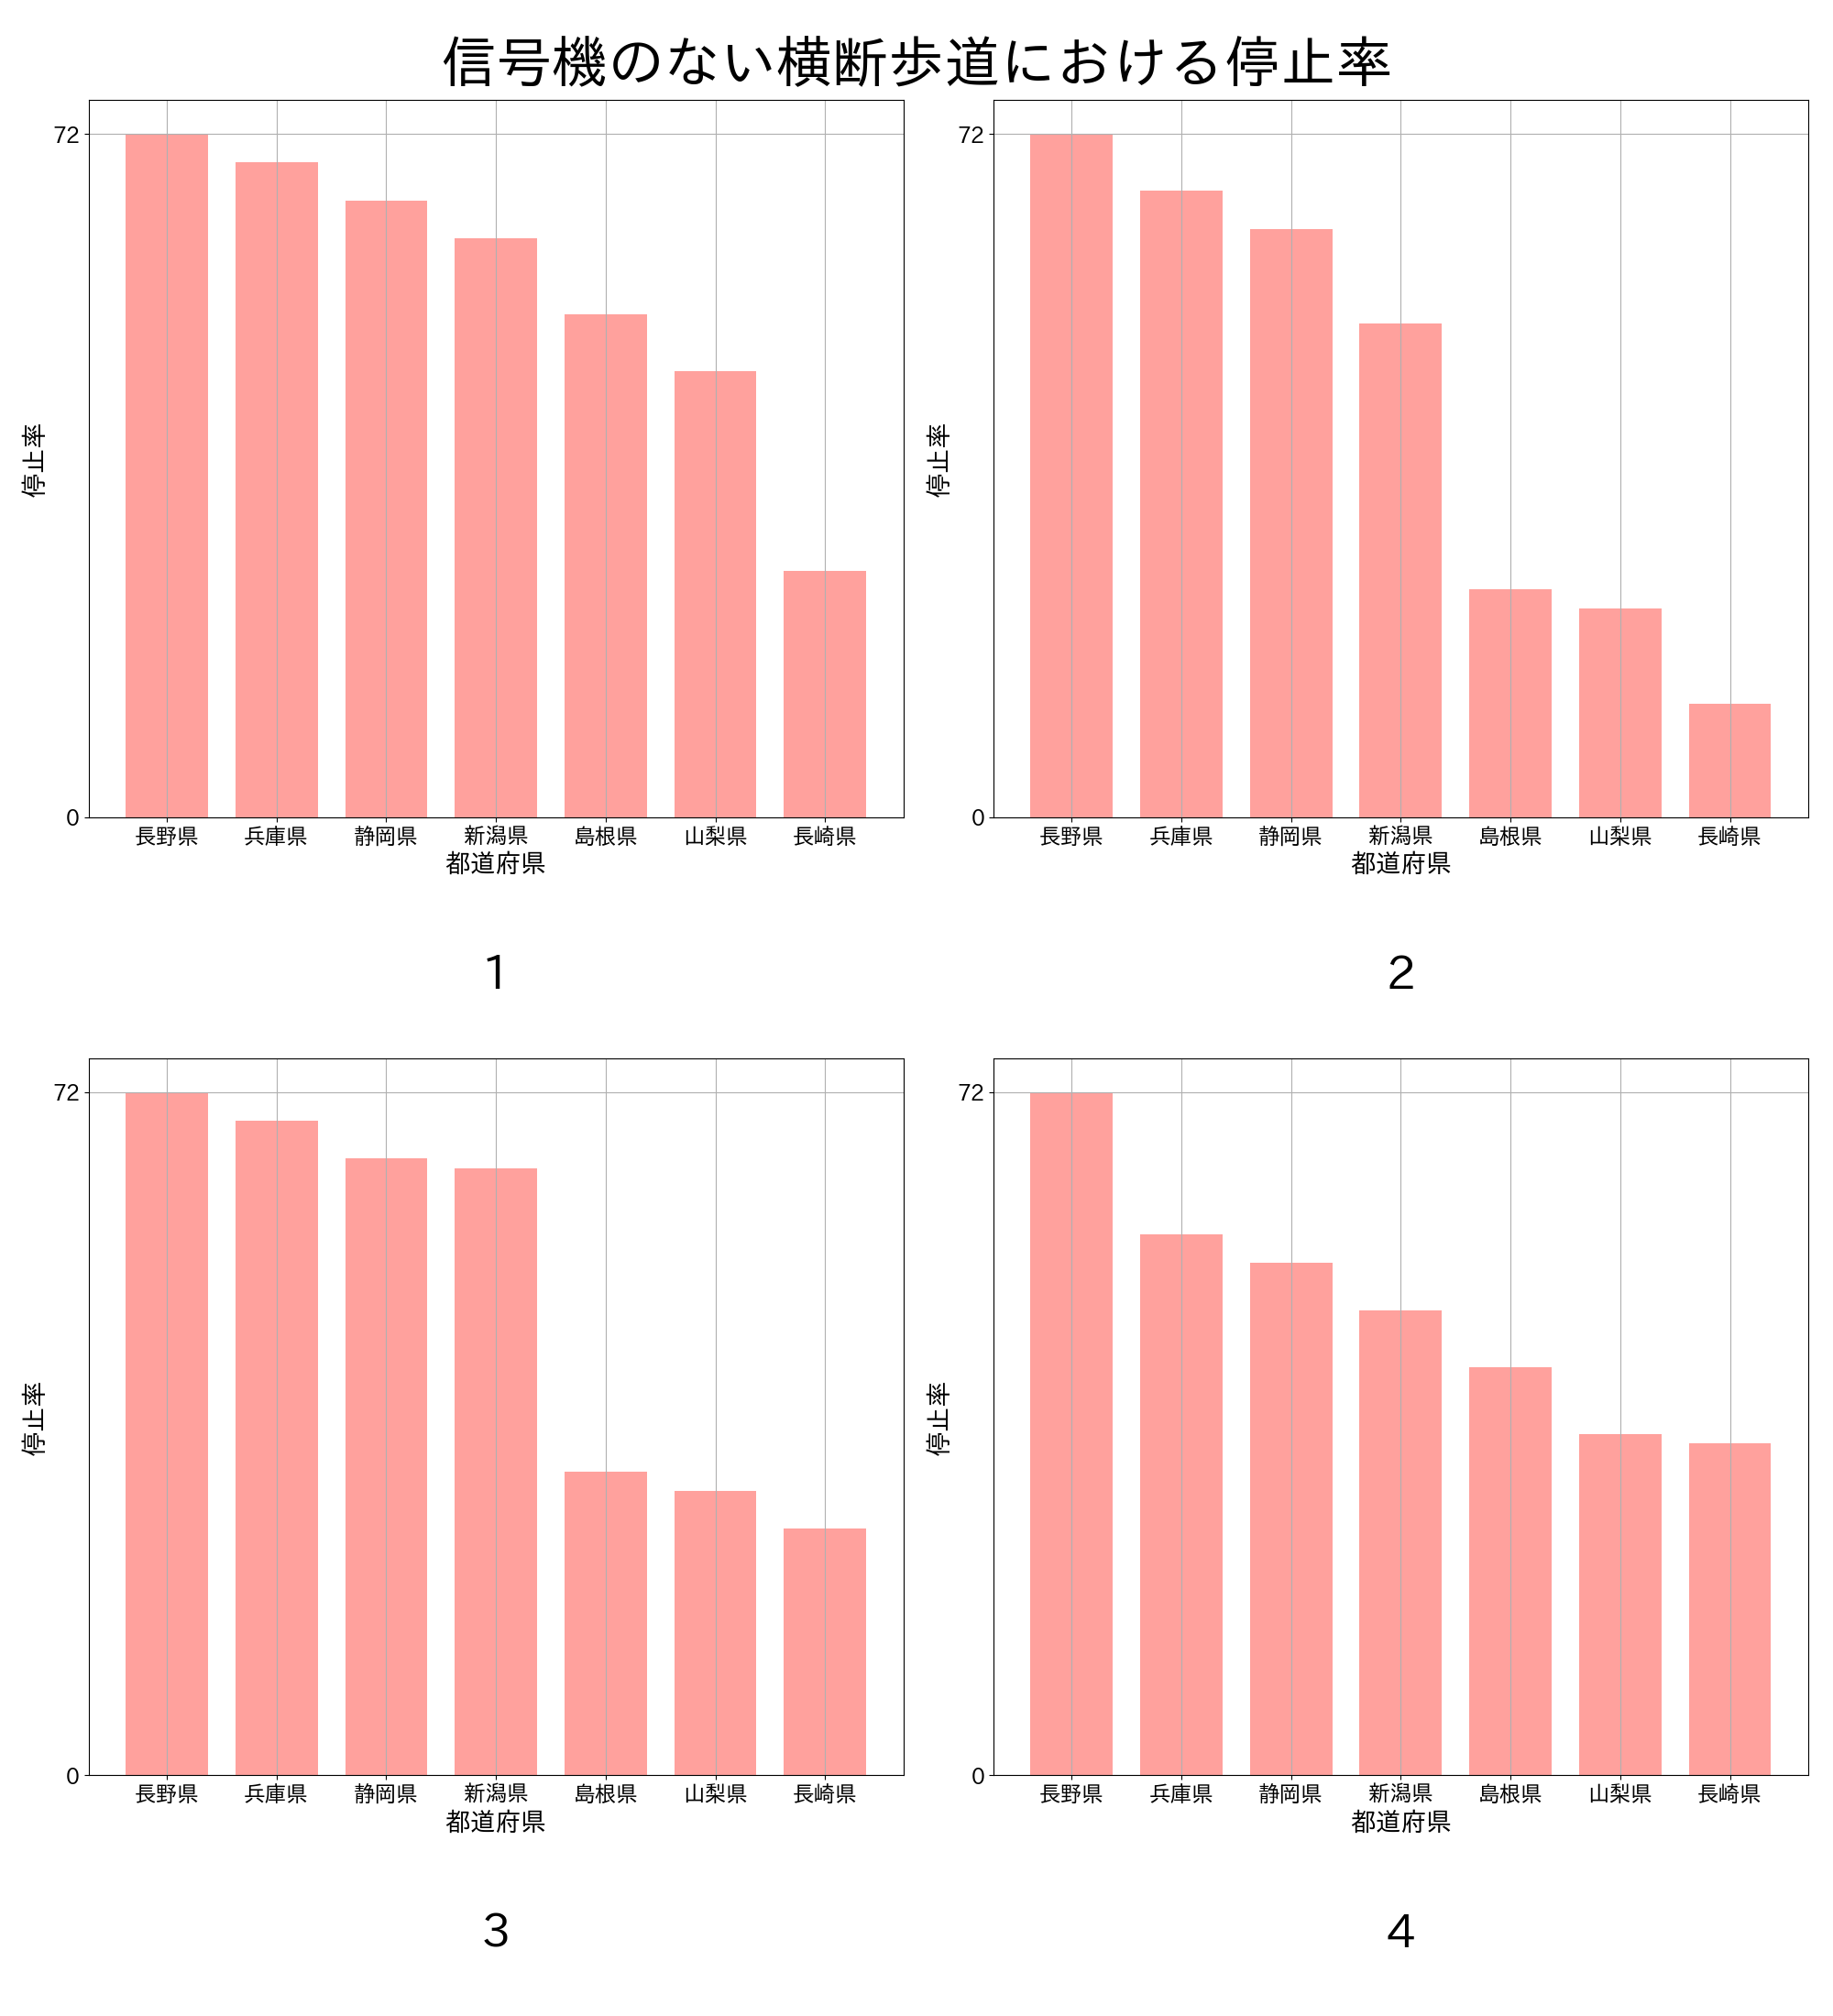 信号機のない横断歩道における停止率
72
0
停止率
長野県 兵庫県 静岡県 新潟県 島根県 山梨県 長崎県
都道府県
1
72
0
停止率
長野県 兵庫県 静岡県 新潟県 島根県 山梨県 長崎県
都道府県
2
72
0
停止率
長野県 兵庫県 静岡県 新潟県 島根県 山梨県 長崎県
都道府県
3
72
0
停止率
長野県 兵庫県 静岡県 新潟県 島根県 山梨県 長崎県
都道府県
4